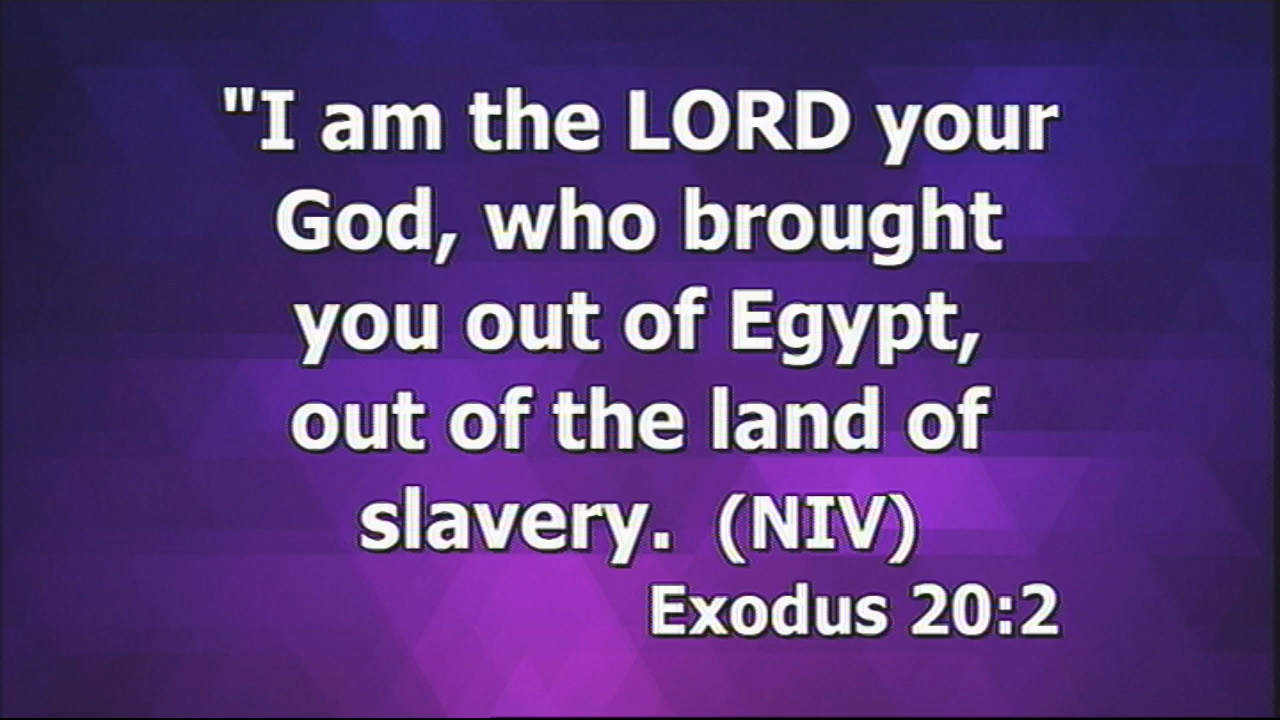 "I am the LORD your
God, who brought
you out of Egypt,
out of the land of
slavery. (NIV)
Exodus 20:2